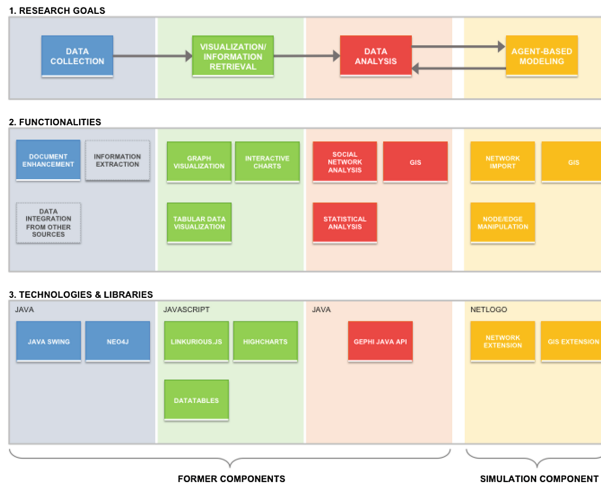 1. RESEARCH GOALS
DATA
COLLECTION
VISUALIZATION/
INFORMATION
RETRIEVAL
DATA
ANALYSIS
AGENT-BASED
MODELING
2. FUNCTIONALITIES
DOCUMENT
ENHANCEMENT
INFORMATION
EXTRACTION
DATA
INTEGRATION
FROM OTHER
SOURCES
GRAPH
VISUALIZATION
INTERACTIVE
CHARTS
TABULAR DATA
VISUALIZATION
SOCIAL
NETWORK
ANALYSIS
GIS
STATISTICAL
ANALYSIS
NETWORK
IMPORT
GIS
NODE/EDGE
MANIPULATION
3. TECHNOLOGIES & LIBRARIES
JAVA
JAVA SWING
NEO4J
JAVASCRIPT
LINKURIOUS.JS
HIGHCHARTS
DATATABLES
JAVA
GEPHI JAVA API
NETLOGO
NETWORK
EXTENSION
GIS EXTENSION
FORMER COMPONENTS
SIMULATION COMPONENT